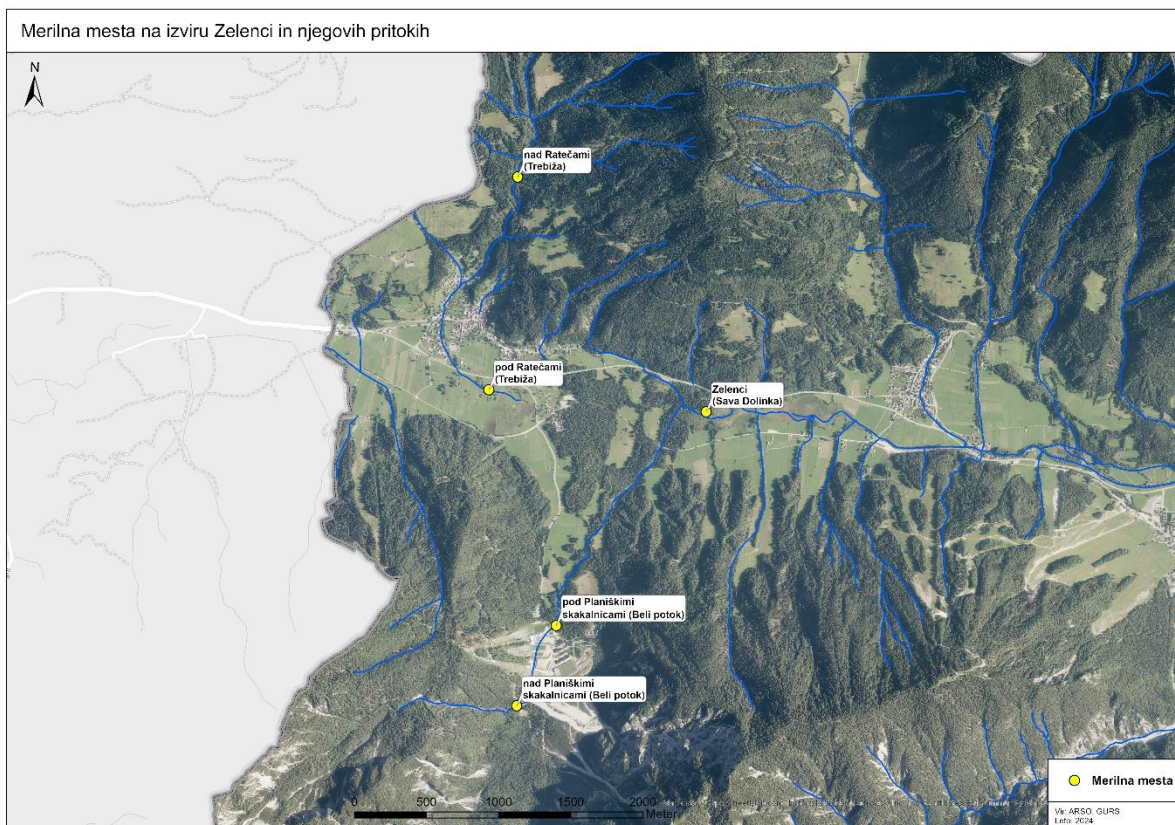 Merilna mesta na izviru Zelenci in njegovih pritokih
N
nad Ratečami
(Trebiža)
pod Ratečami
(Trebiža)
Zelenci
(Sava Dolinka)
pod Planiškimi
skakalnicami (Beli potok)
nad Planiškimi
skakalnicami (Beli potok)
0 500 1000 1500 2000
Meter
Merilna mesta
Vir: ARSO, GURS
Leto: 2024